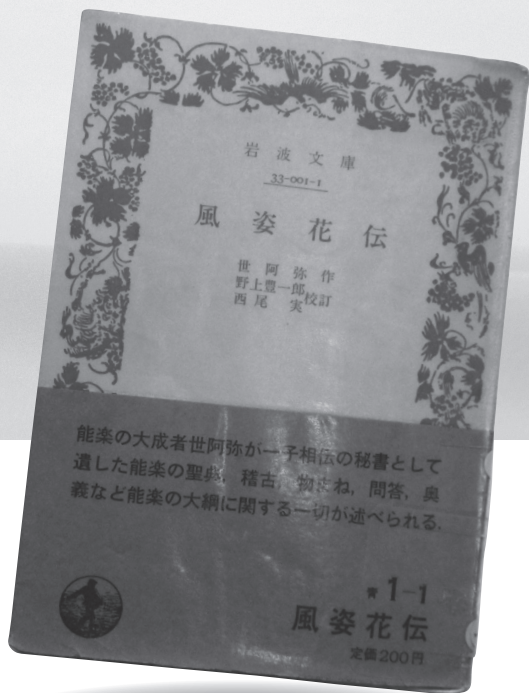 岩波文庫
33-001-1
風姿花伝
世阿弥作
野上豊一郎
西尾実
校訂
能楽の大成者世阿弥が一子相伝の秘書として
遺した能楽の聖典，稽古，物まね，問答，奥
義など能楽の大綱に関する一切が述べられる．
青1-1
風姿花伝
定価200円